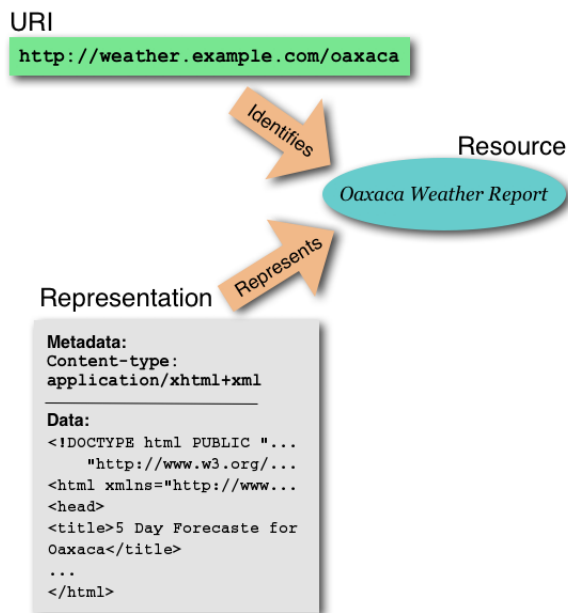 URI
http://weather.example.com/oaxaca
Identifies
Resource
Oaxaca Weather Report
Represents
Representation
Metadata:
Content-type:
application/xhtml+xml
Data:
<!DOCTYPE html PUBLIC "...
"http://www.w3.org/...
<html xmlns="http://www...
<head>
<title>5 Day Forecaste for
Oaxaca</title>
...
</html>